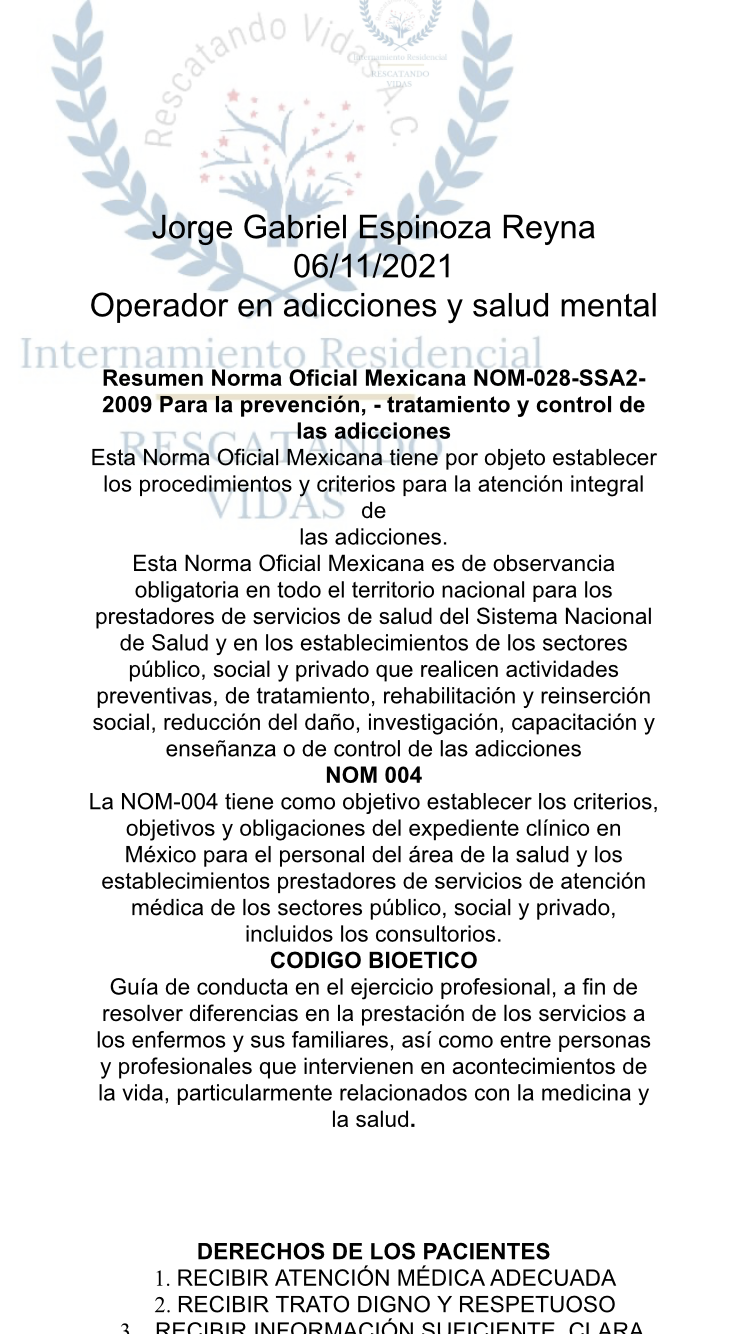 Rescatando Vidas A.C.
Internamiento Residencial
RESCATANDO
VIDAS
Jorge Gabriel Espinoza Reyna
06/11/2021
Operador en adicciones y salud mental
Internamiento Residencial
Resumen Norma Oficial Mexicana NOM-028-SSA2-
2009 Para la prevención, - tratamiento y control de
las adicciones
RESCATANDO
Esta Norma Oficial Mexicana tiene por objeto establecer
los procedimientos y criterios para la atención integral
VIDAS
de
las adicciones.
Esta Norma Oficial Mexicana es de observancia
obligatoria en todo el territorio nacional para los
prestadores de servicios de salud del Sistema Nacional
de Salud y en los establecimientos de los sectores
público, social y privado que realicen actividades
preventivas, de tratamiento, rehabilitación y reinserción
social, reducción del daño, investigación, capacitación y
enseñanza o de control de las adicciones
NOM 004
La NOM-004 tiene como objetivo establecer los criterios,
objetivos y obligaciones del expediente clínico en
México para el personal del área de la salud y los
establecimientos prestadores de servicios de atención
médica de los sectores público, social y privado,
incluidos los consultorios.
CODIGO BIOETICO
Guía de conducta en el ejercicio profesional, a fin de
resolver diferencias en la prestación de los servicios a
los enfermos y sus familiares, así como entre personas
y profesionales que intervienen en acontecimientos de
la vida, particularmente relacionados con la medicina y
la salud.
DERECHOS DE LOS PACIENTES
1. RECIBIR ATENCIÓN MÉDICA ADECUADA
2. RECIBIR TRATO DIGNO Y RESPETUOSO
3. RECIBIR INFORMACIÓN SUFICIENTE, CLARA